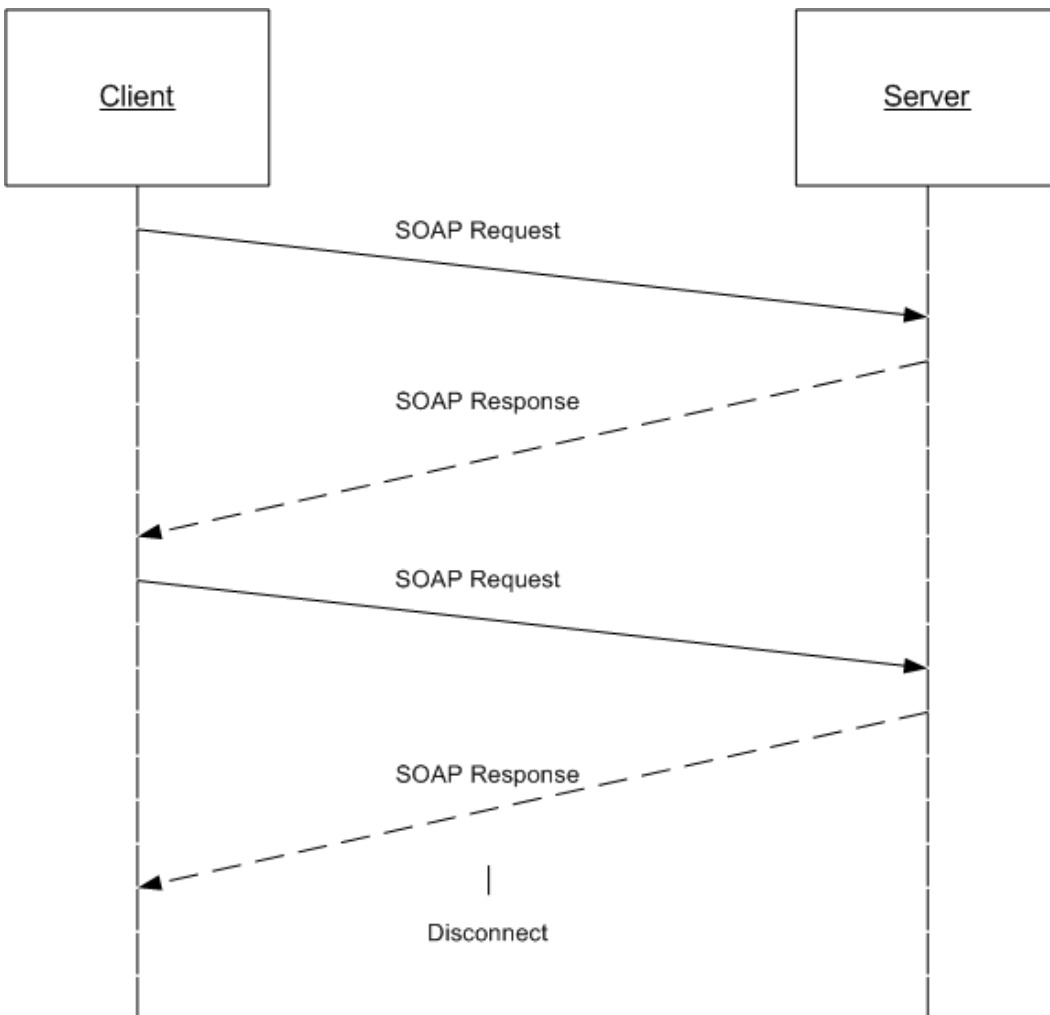 Client
Server
SOAP Request
SOAP Response
SOAP Request
SOAP Response
Disconnect